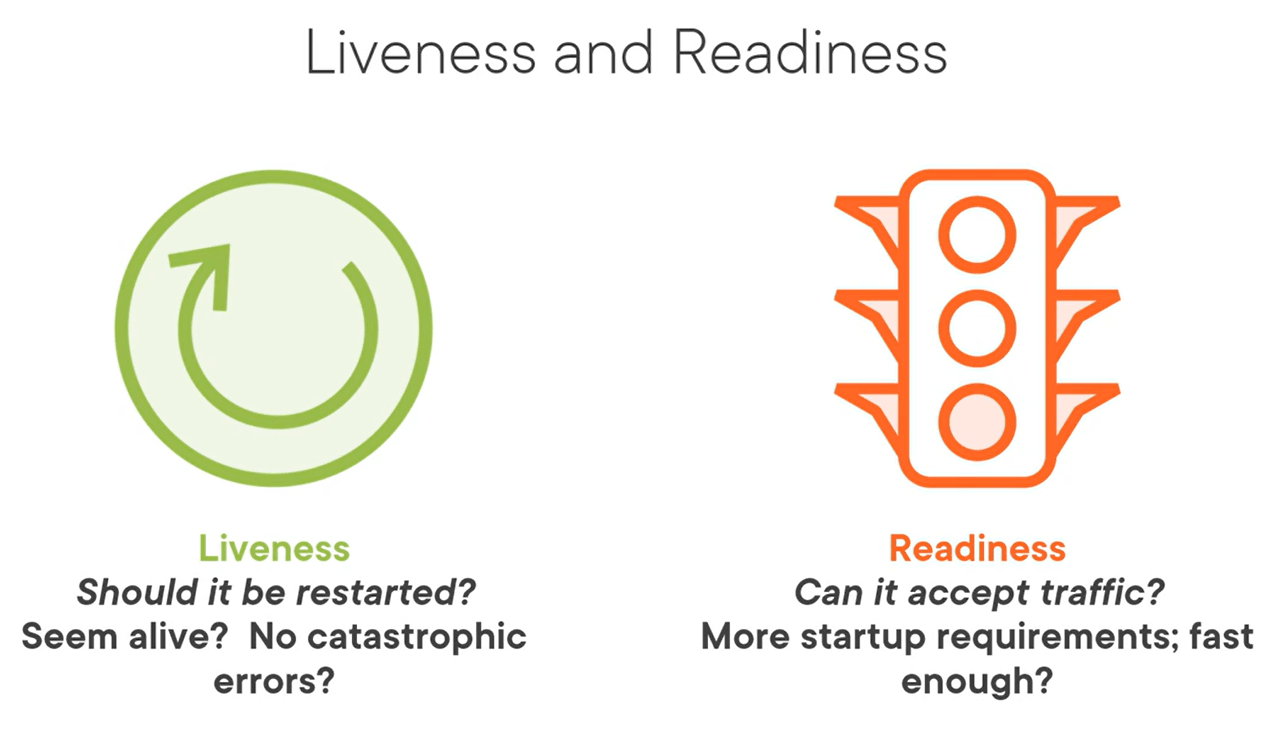 Liveness and Readiness
Liveness
Should it be restarted?
Seem alive?  No catastrophic
errors?
Readiness
Can it accept traffic?
More startup requirements; fast
enough?